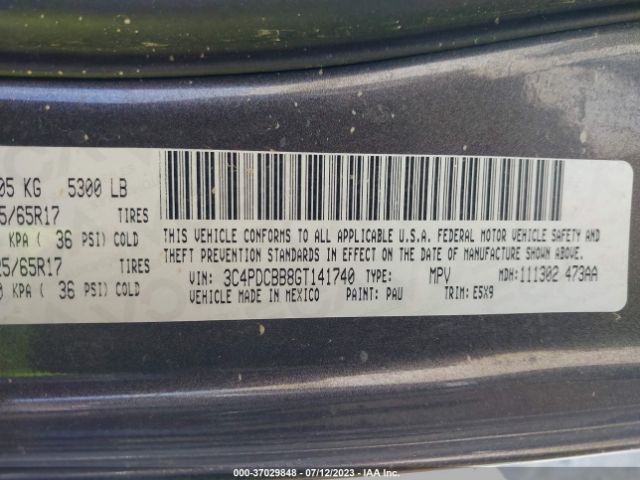 05 KG 5300 LB
5/65R17 TIRES
KPA ( 36 PSI) COLD
25/65R17 TIRES
0 KPA ( 36 PSI) COLD
THIS VEHICLE CONFORMS TO ALL APPLICABLE U.S.A. FEDERAL MOTOR VEHICLE SAFETY AND
THEFT PREVENTION STANDARDS IN EFFECT ON THE DATE OF MANUFACTURE SHOWN ABOVE.
VIN: 3C4PDCBB8GT141740 TYPE: MPV MDH:111302 473AA
VEHICLE MADE IN MEXICO PAINT: PAU TRIM: E5X9
000-37029848 - 07/12/2023 - IAA Inc.